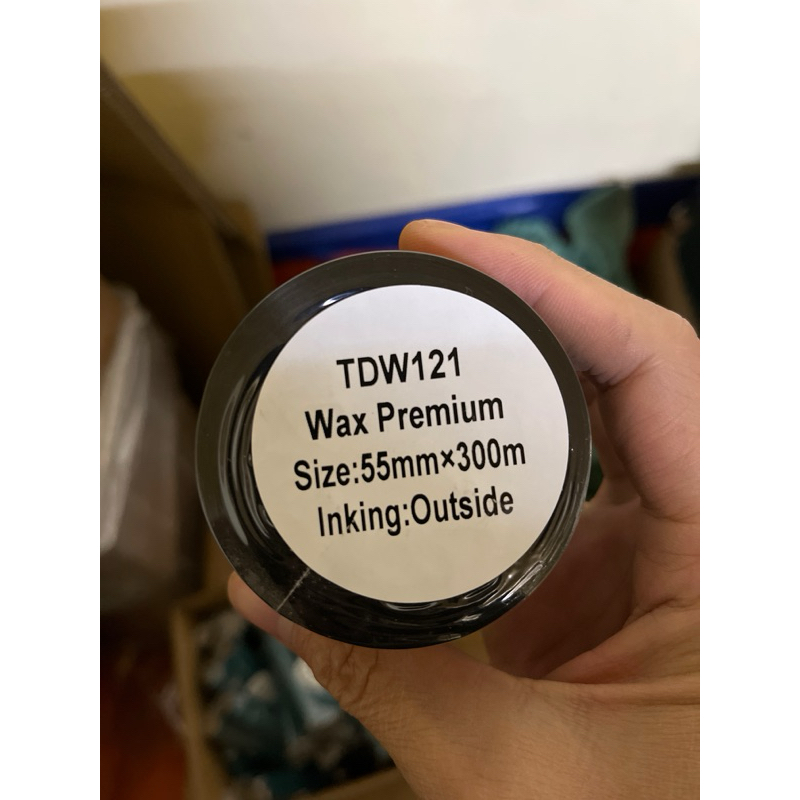 TDW121
Wax Premium
Size:55mm×300m
Inking:Outside